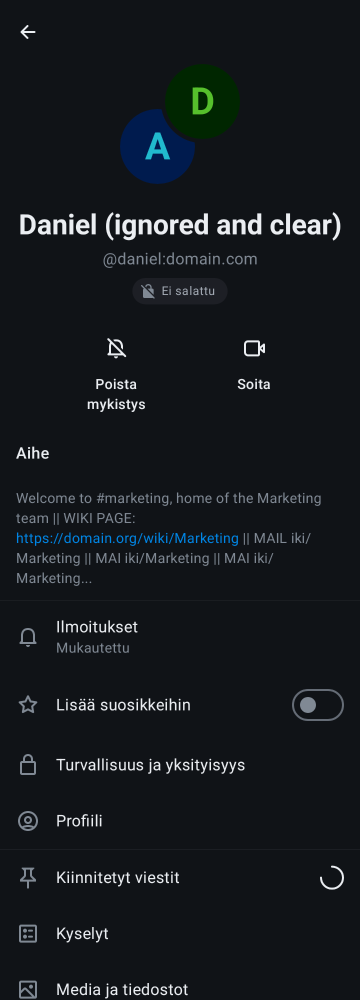 D
A
Daniel (ignored and clear)
@daniel:domain.com
Ei salattu
Poista
mykistys
Soita
Aihe
Welcome to #marketing, home of the Marketing
team || WIKI PAGE:
https://domain.org/wiki/Marketing || MAIL iki/
Marketing || MAI iki/Marketing || MAI iki/
Marketing...
Ilmoitukset
Mukautettu
Lisää suosikkeihin
Turvallisuus ja yksityisyys
Profiili
Kiinnitetyt viestit
Kyselyt
Media ja tiedostot